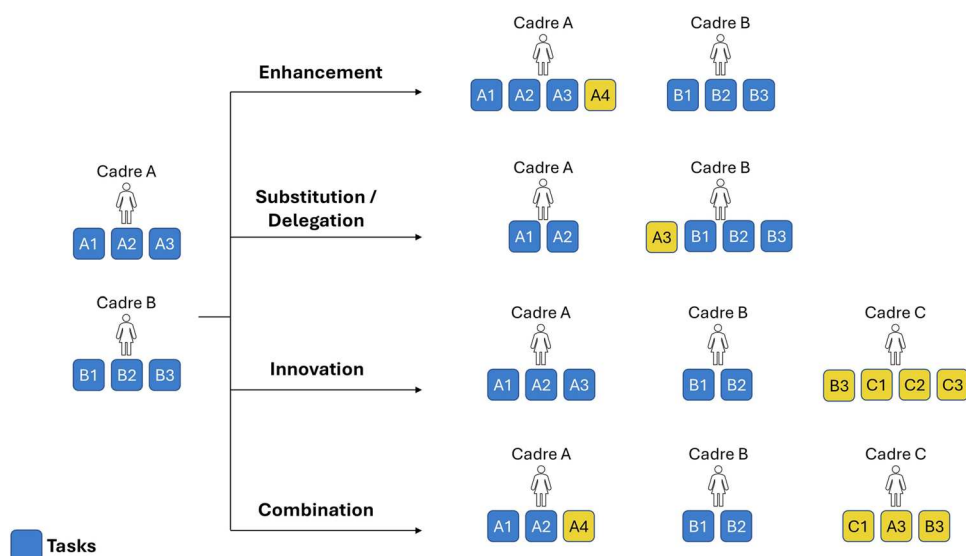 Cadre A
A1 A2 A3
Cadre B
B1 B2 B3
Enhancement
Cadre A
A1 A2 A3 A4
Cadre B
B1 B2 B3
Substitution /
Delegation
Cadre A
A1 A2
Cadre B
A3 B1 B2 B3
Innovation
Cadre A
A1 A2 A3
Cadre B
B1 B2
Cadre C
B3 C1 C2 C3
Combination
Cadre A
A1 A2 A4
Cadre B
B1 B2
Cadre C
C1 A3 B3
Tasks